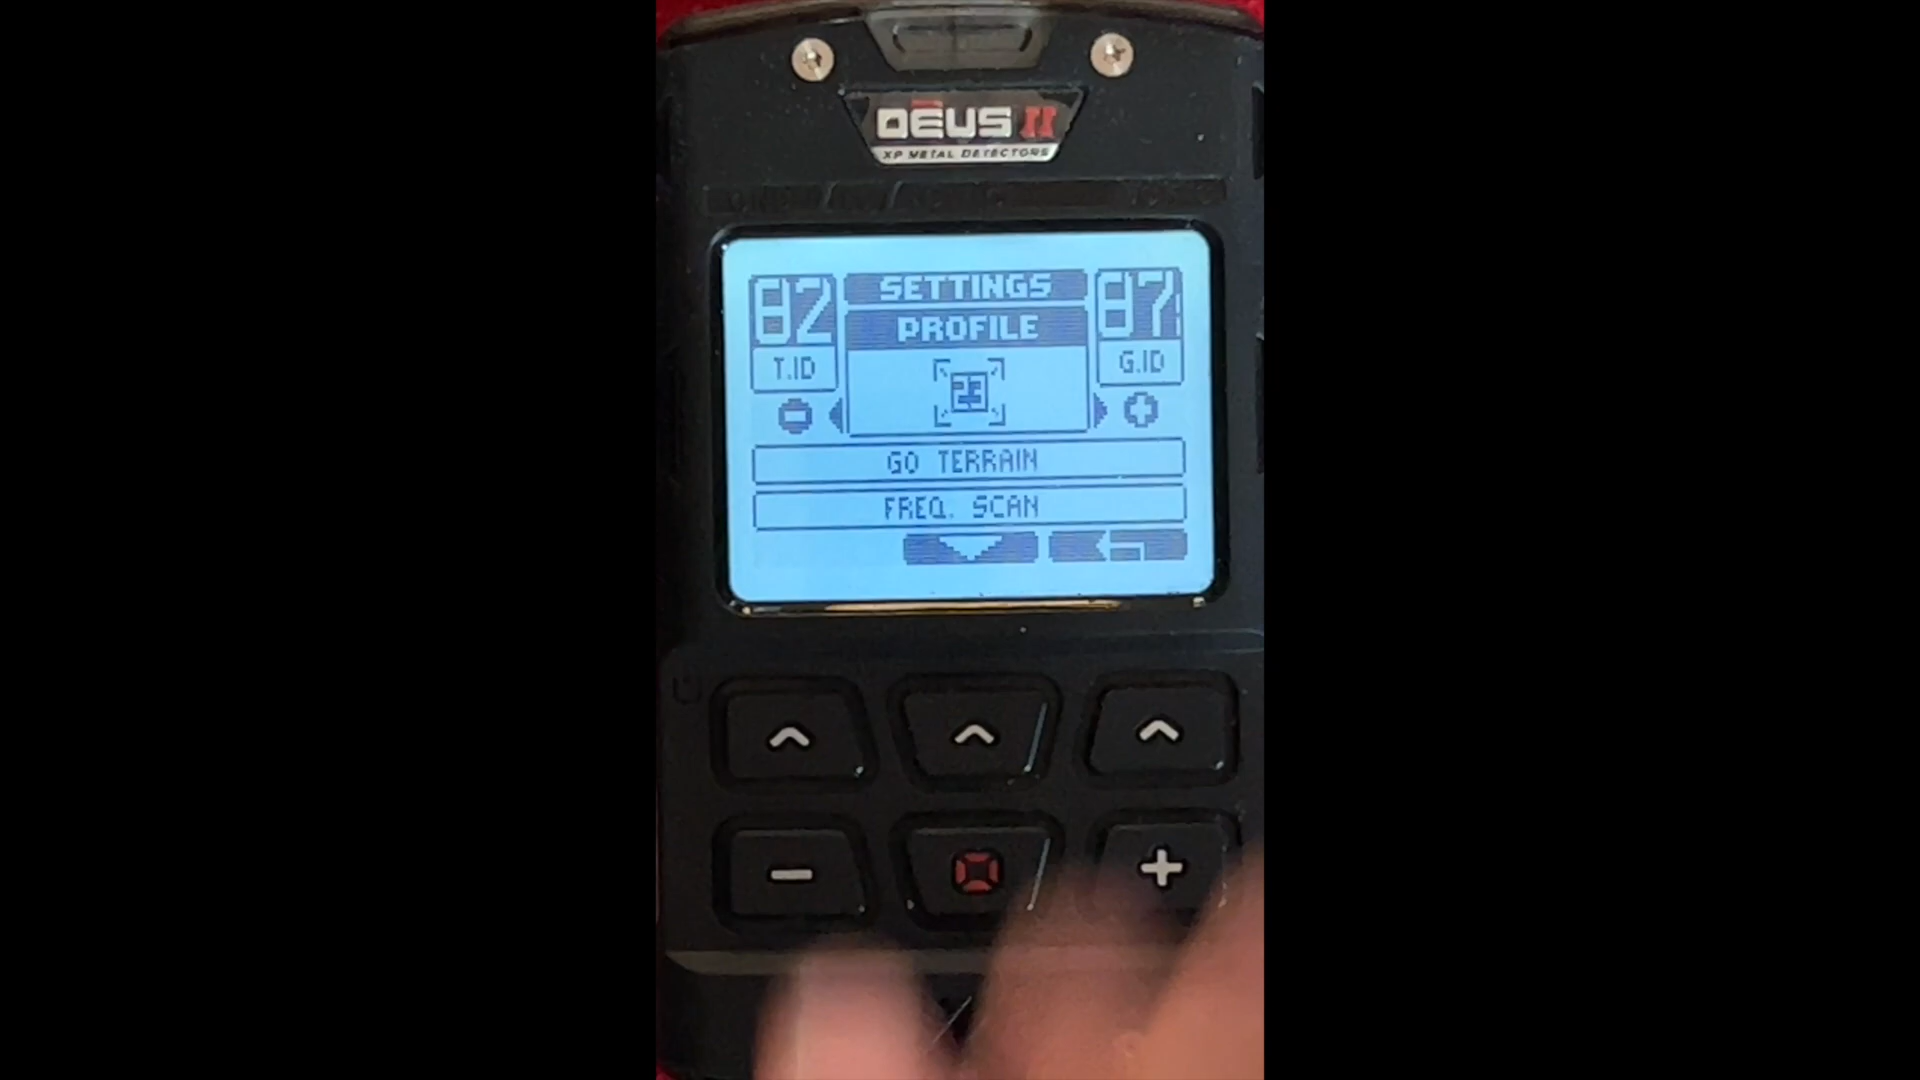 DEUS II
XP METAL DETECTORS
82
SETTINGS
87
PROFILE
T.ID
G.ID
GO TERRAIN
FREQ. SCAN